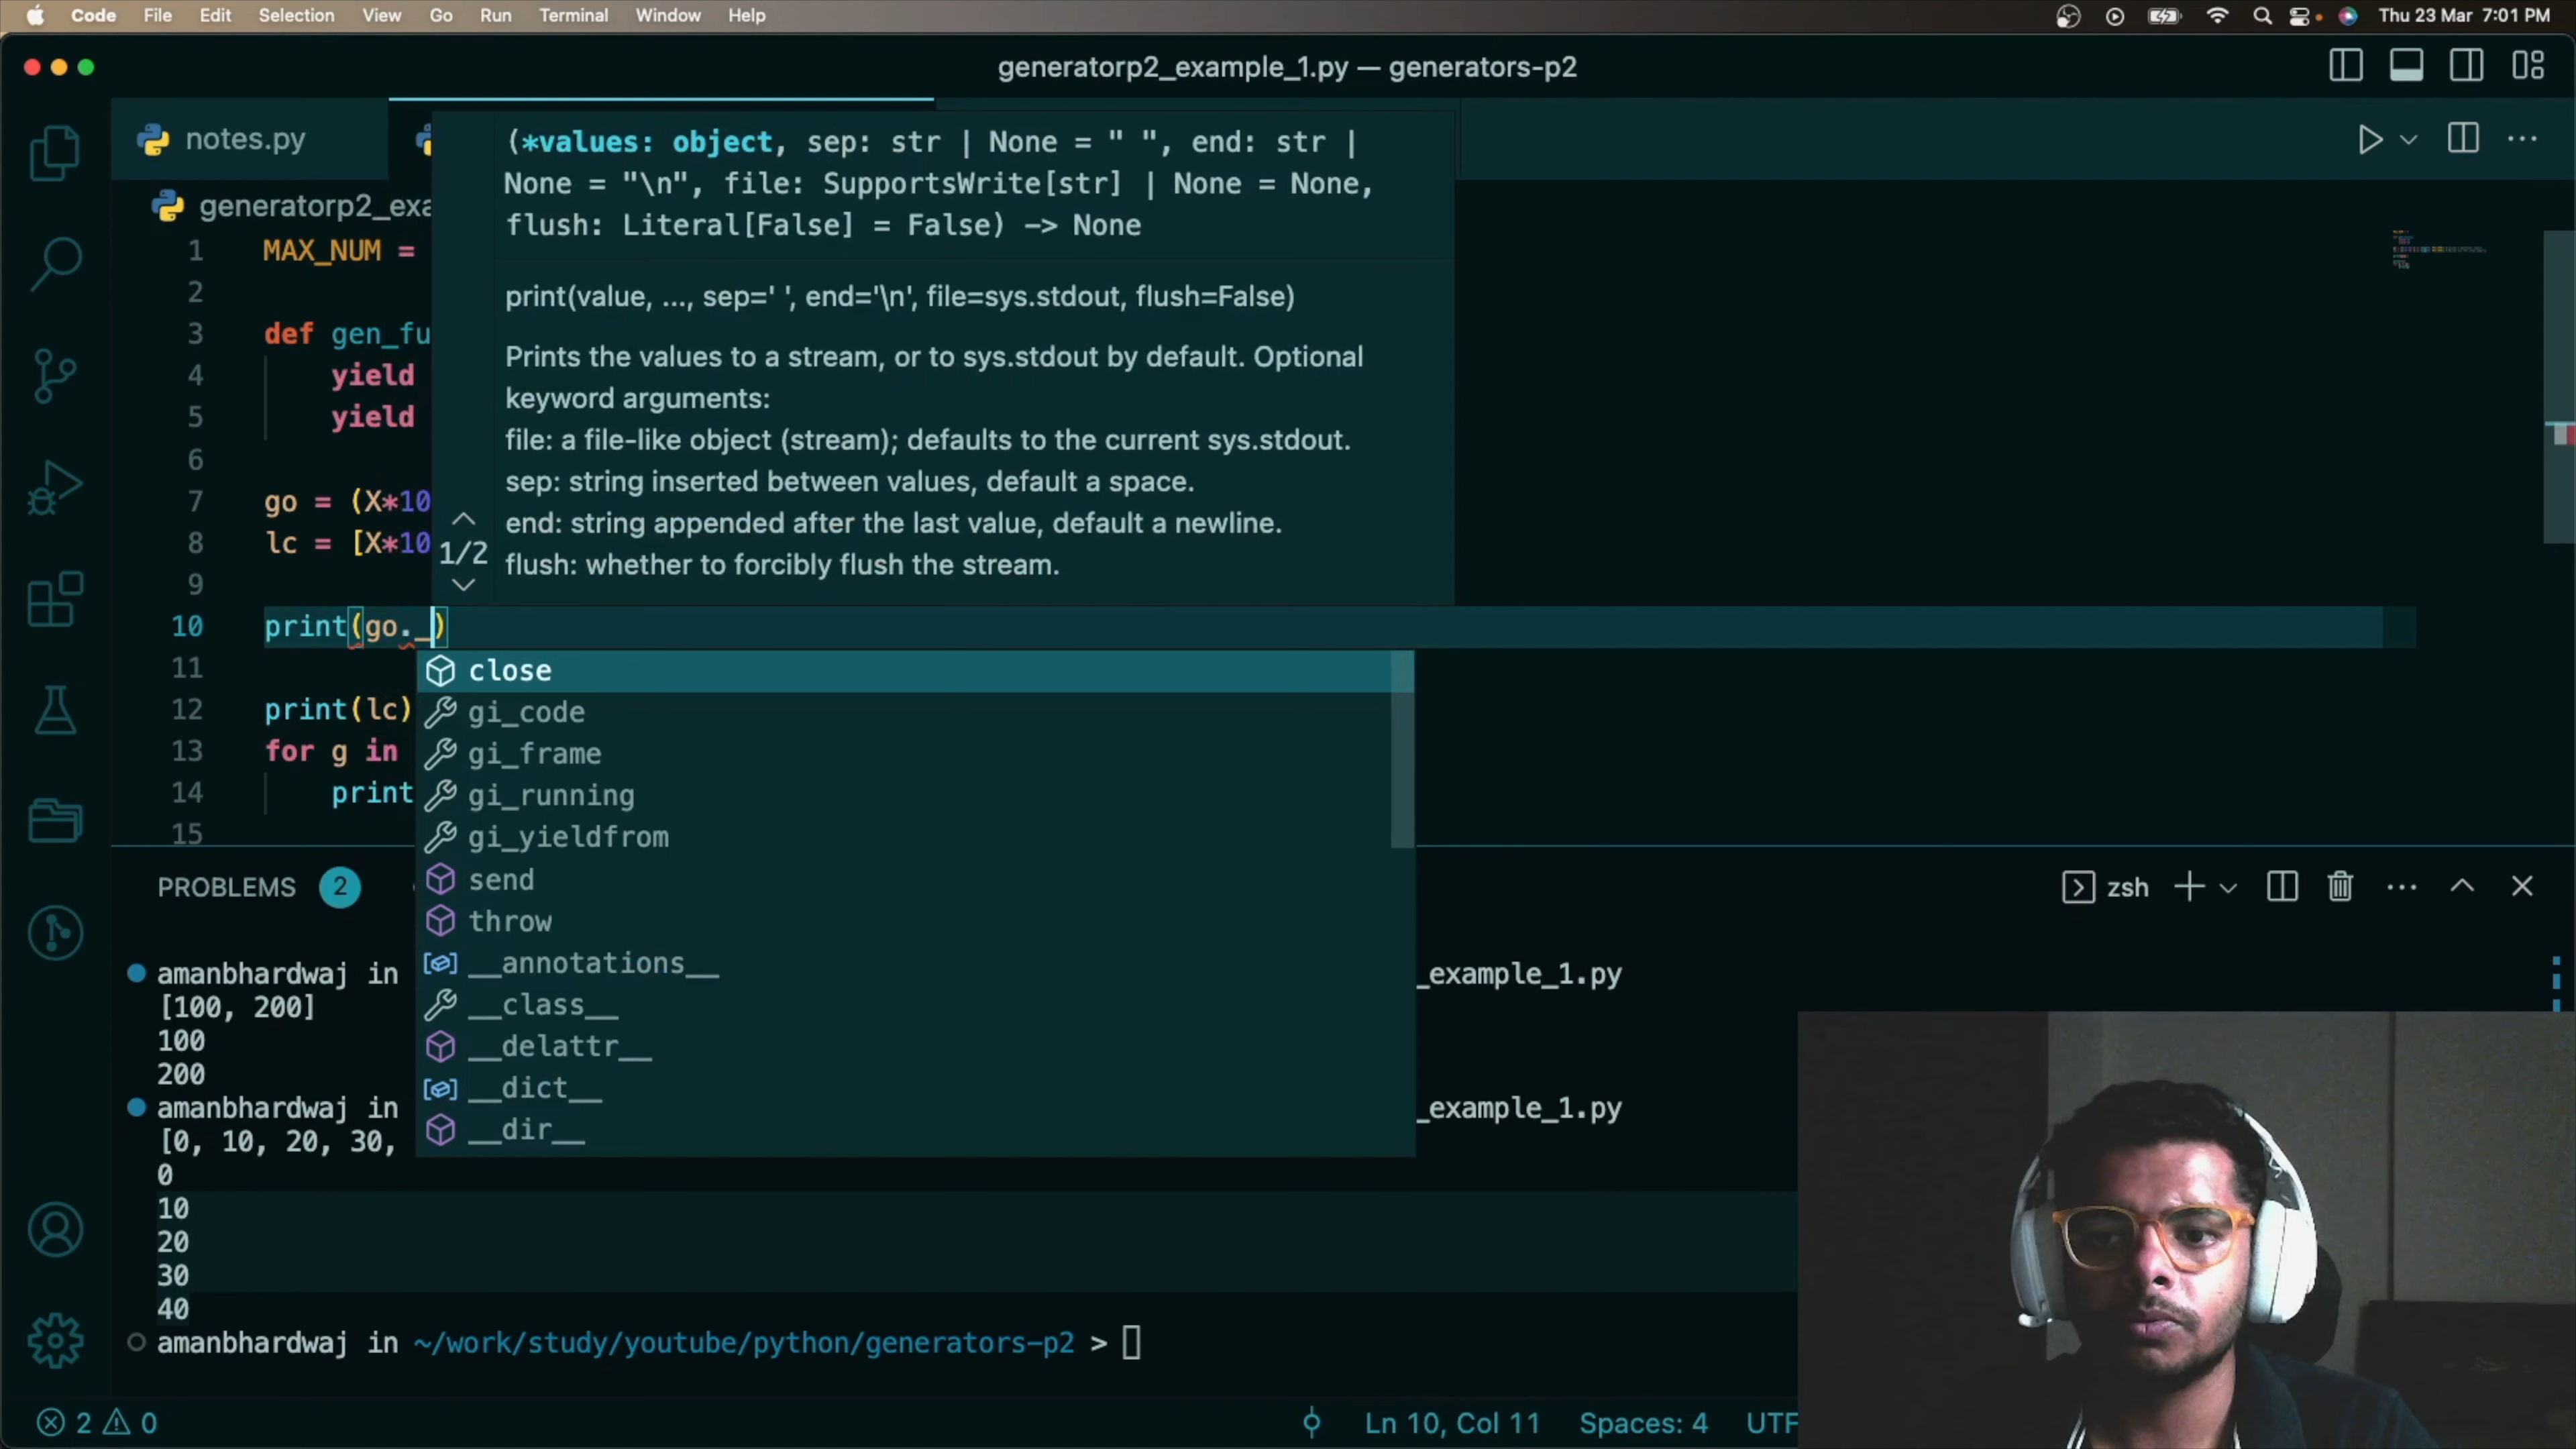 Code File Edit Selection View Go Run Terminal Window Help Thu 23 Mar 7:01 PM
generatorp2_example_1.py — generators-p2
notes.py
generatorp2_exa
(*values: object, sep: str | None = " ", end: str |
None = "\n", file: SupportsWrite[str] | None = None,
flush: Literal[False] = False) -> None
print(value, ..., sep=' ', end='\n', file=sys.stdout, flush=False)
Prints the values to a stream, or to sys.stdout by default. Optional
keyword arguments:
file: a file-like object (stream); defaults to the current sys.stdout.
sep: string inserted between values, default a space.
end: string appended after the last value, default a newline.
flush: whether to forcibly flush the stream.
1/2
1 MAX_NUM =
2
3 def gen_fu
4 yield
5 yield
6
7 go = (X*10
8 lc = [X*10
9
10 print(go._)
11
12 print(lc)
13 for g in
14 print
15
close
gi_code
gi_frame
gi_running
gi_yieldfrom
send
throw
__annotations__
__class__
__delattr__
__dict__
__dir__
PROBLEMS 2 zsh
amanbhardwaj in _example_1.py
[100, 200]
100
200
amanbhardwaj in _example_1.py
[0, 10, 20, 30,
0
10
20
30
40
amanbhardwaj in ~/work/study/youtube/python/generators-p2 >
2 0 Ln 10, Col 11 Spaces: 4 UTF